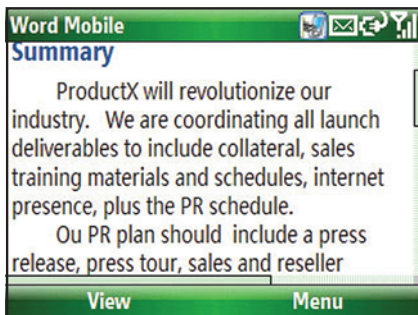 Word Mobile
Summary
ProductX will revolutionize our
industry. We are coordinating all launch
deliverables to include collateral, sales
training materials and schedules, internet
presence, plus the PR schedule.
Ou PR plan should include a press
release, press tour, sales and reseller
View Menu